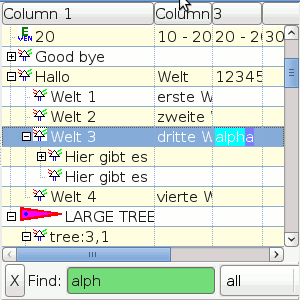 Column 1 Column 3
20 10 - 20 20 - 20 30
Good bye
Hallo Welt 12345
Welt 1 erste W
Welt 2 zweite
Welt 3 dritte W alpha
Hier gibt es
Hier gibt es
Welt 4 vierte W
LARGE TREE
tree:3,1
X Find: alph all